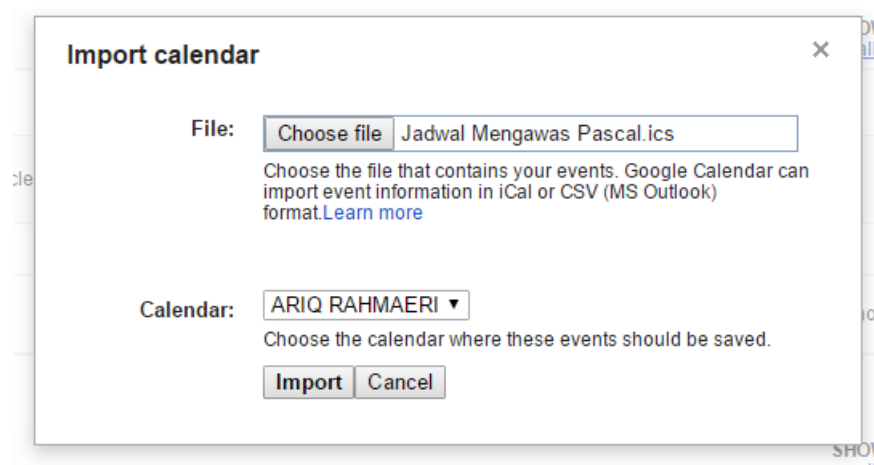 Import calendar
File: Choose file Jadwal Mengawas Pascal.ics
Choose the file that contains your events. Google Calendar can
import event information in iCal or CSV (MS Outlook)
format.Learn more
Calendar: ARIQ RAHMAERI
Choose the calendar where these events should be saved.
Import Cancel